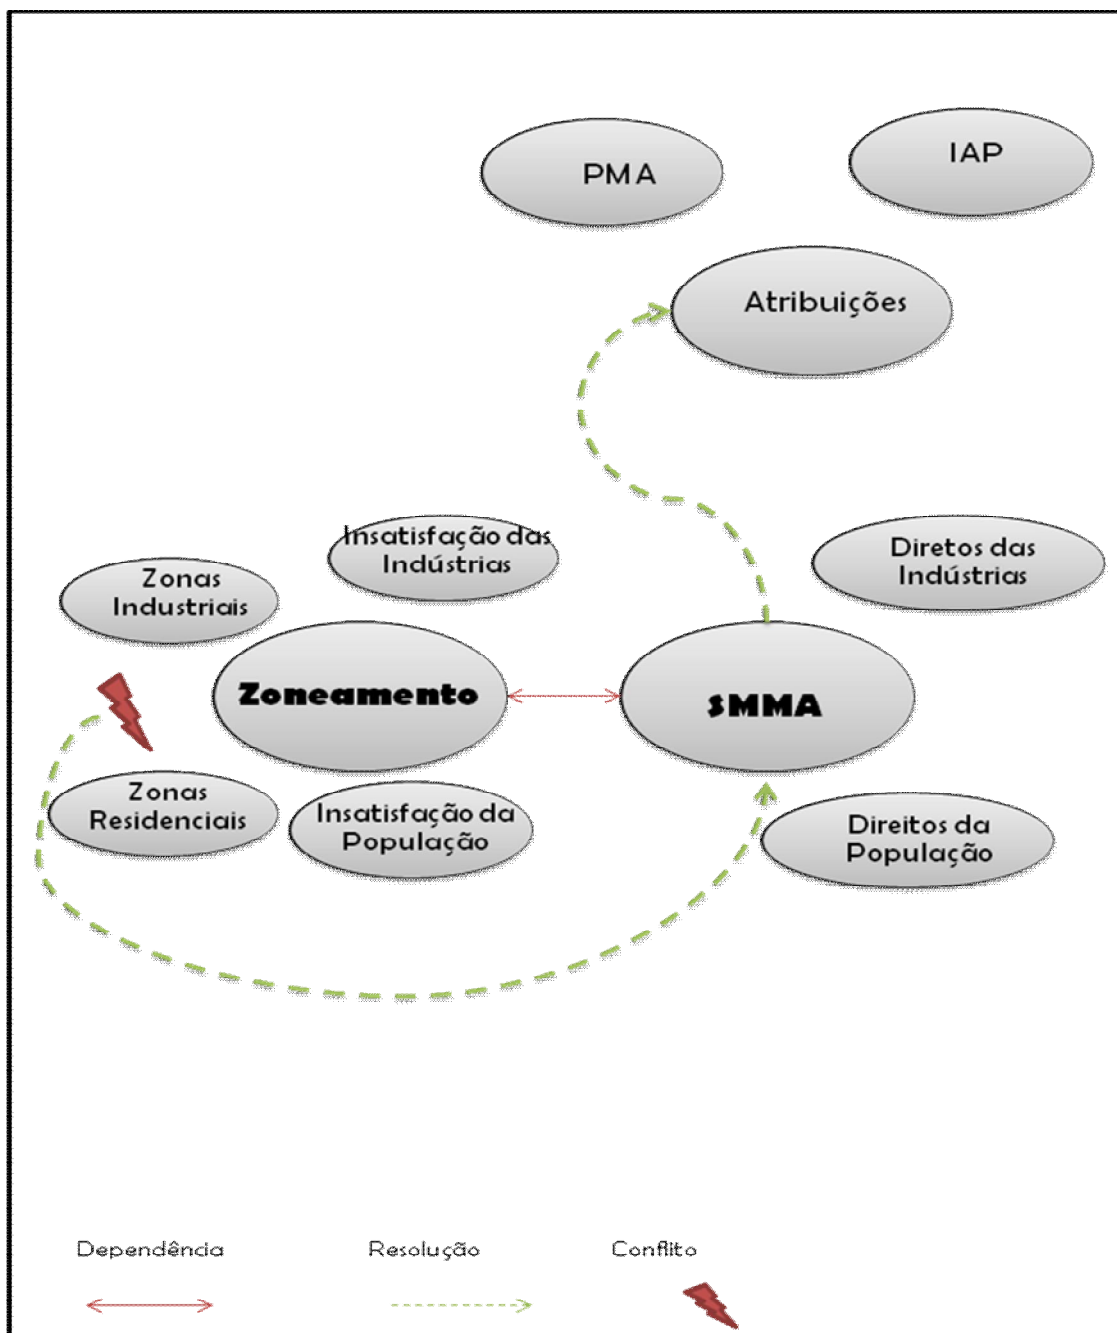 PMA
IAP
Atribuições
Insatisfação das
Indústrias
Diretos das
Indústrias
Zonas
Industriais
Zoneamento
SMMA
Zonas
Residenciais
Insatisfação da
População
Direitos da
População
Dependência
Resolução
Conflito